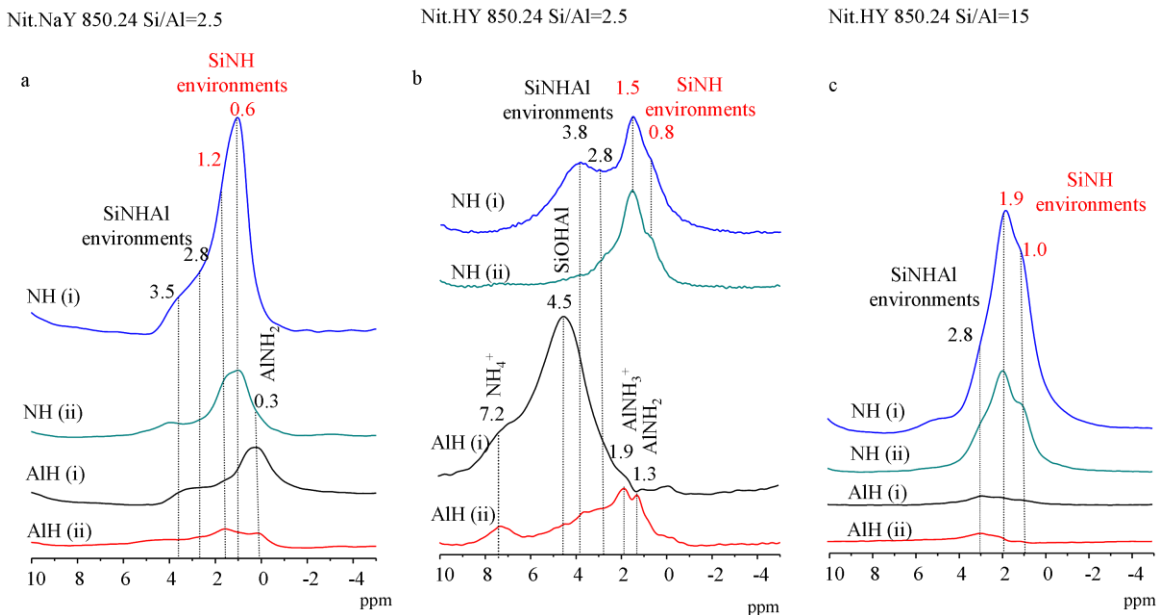 Nit.NaY 850.24 Si/Al=2.5
a
SiNH
environments
0.6
1.2
SiNHAl
environments
2.8
3.5
NH (i)
AlNH₂
0.3
NH (ii)
AlH (i)
AlH (ii)
10 8 6 4 2 0 -2 -4
ppm
Nit.HY 850.24 Si/Al=2.5
b
SiNHAl
environments
3.8
2.8
1.5
SiNH
environments
0.8
NH (i)
SiOHAl
NH (ii)
4.5
NH₄⁺
7.2
AlNH₃⁺
AlNH₂
1.9
1.3
AlH (i)
AlH (ii)
10 8 6 4 2 0 -2 -4
ppm
Nit.HY 850.24 Si/Al=15
c
SiNH
environments
1.9
1.0
SiNHAl
environments
2.8
NH (i)
NH (ii)
AlH (i)
AlH (ii)
10 8 6 4 2 0 -2 -4
ppm